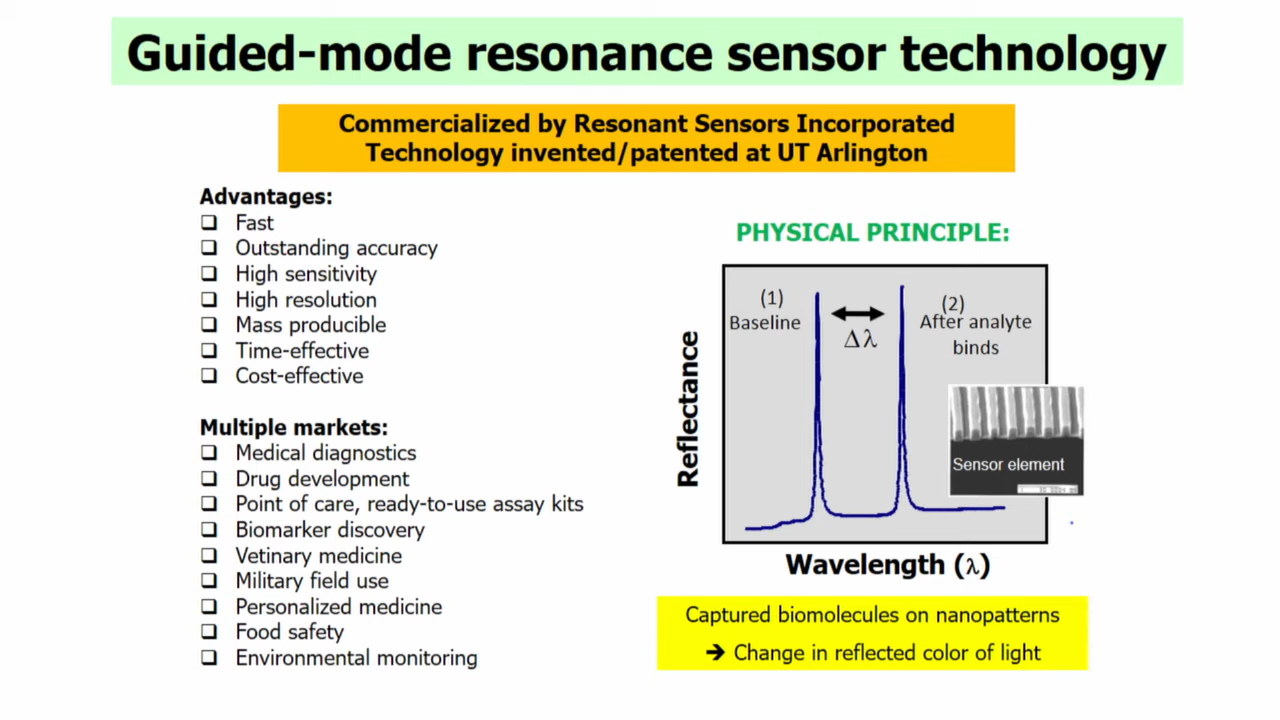 Guided-mode resonance sensor technology
Commercialized by Resonant Sensors Incorporated
Technology invented/patented at UT Arlington
Advantages:
Fast
Outstanding accuracy
High sensitivity
High resolution
Mass producible
Time-effective
Cost-effective
Multiple markets:
Medical diagnostics
Drug development
Point of care, ready-to-use assay kits
Biomarker discovery
Vetinary medicine
Military field use
Personalized medicine
Food safety
Environmental monitoring
PHYSICAL PRINCIPLE:
(1)
Baseline
Δλ
(2)
After analyte
binds
Sensor element
Reflectance
Wavelength (λ)
Captured biomolecules on nanopatterns
➔ Change in reflected color of light